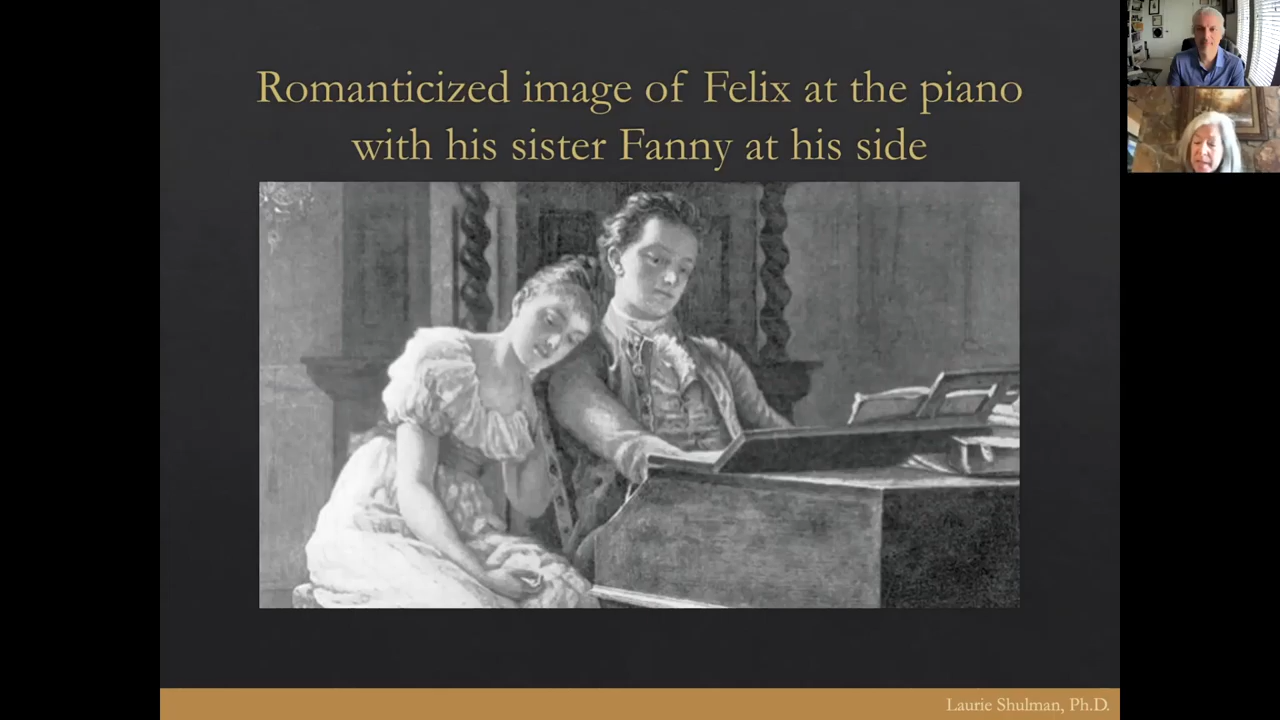 Romanticized image of Felix at the piano
with his sister Fanny at his side
Laurie Shulman, Ph.D.